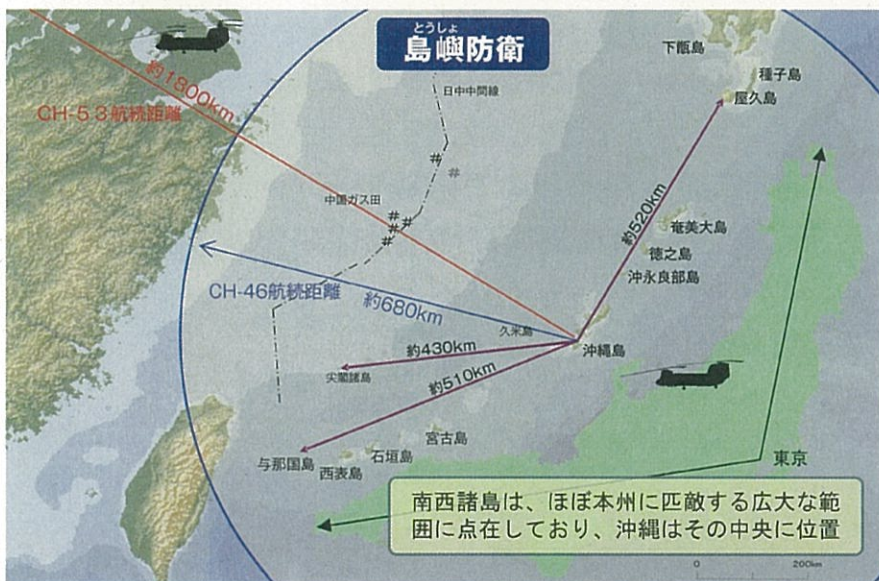 とうしょ
島嶼防衛
下甑島
種子島
屋久島
日中中間線
約1800km
CH-53航続距離
中国ガス田
約520km
奄美大島
徳之島
沖永良部島
CH-46航続距離
約680km
久米島
沖縄島
約430km
尖閣諸島
約510km
宮古島
石垣島
西表島
与那国島
東京
南西諸島は、ほぼ本州に匹敵する広大な範
囲に点在しており、沖縄はその中央に位置
0 200km